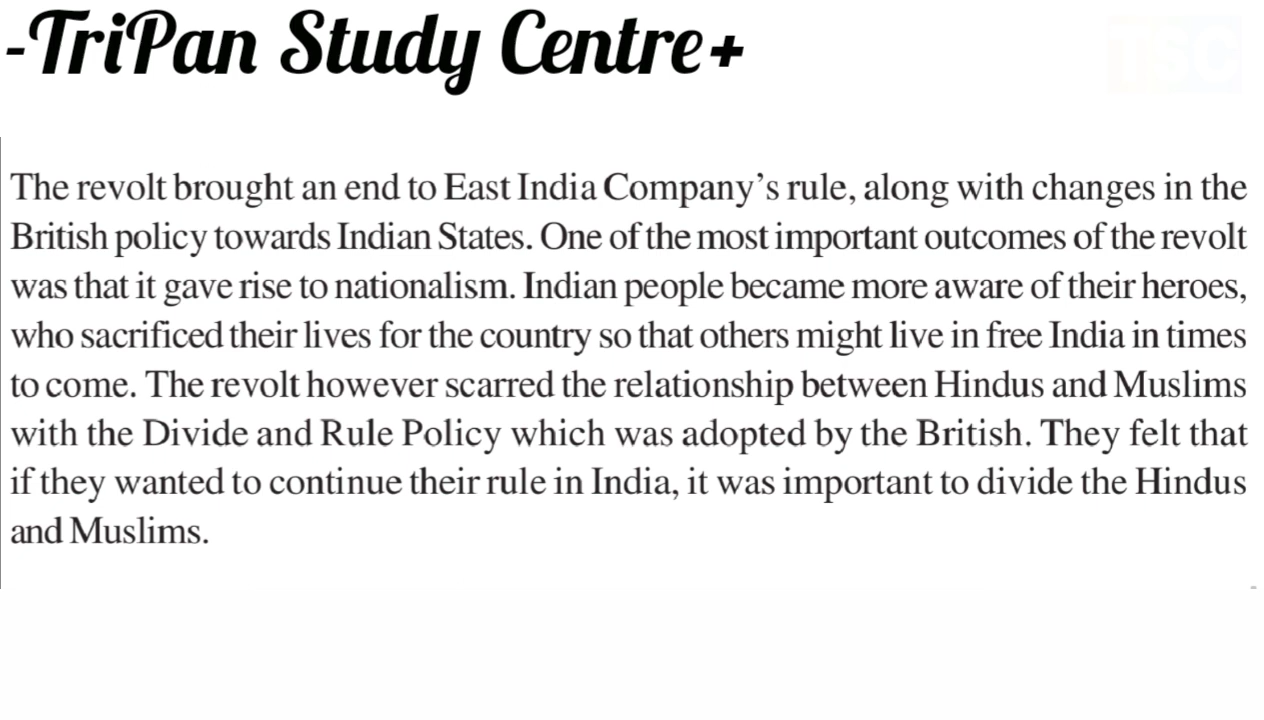 -TriPan Study Centre+
TSC
The revolt brought an end to East India Company's rule, along with changes in the
British policy towards Indian States. One of the most important outcomes of the revolt
was that it gave rise to nationalism. Indian people became more aware of their heroes,
who sacrificed their lives for the country so that others might live in free India in times
to come. The revolt however scarred the relationship between Hindus and Muslims
with the Divide and Rule Policy which was adopted by the British. They felt that
if they wanted to continue their rule in India, it was important to divide the Hindus
and Muslims.